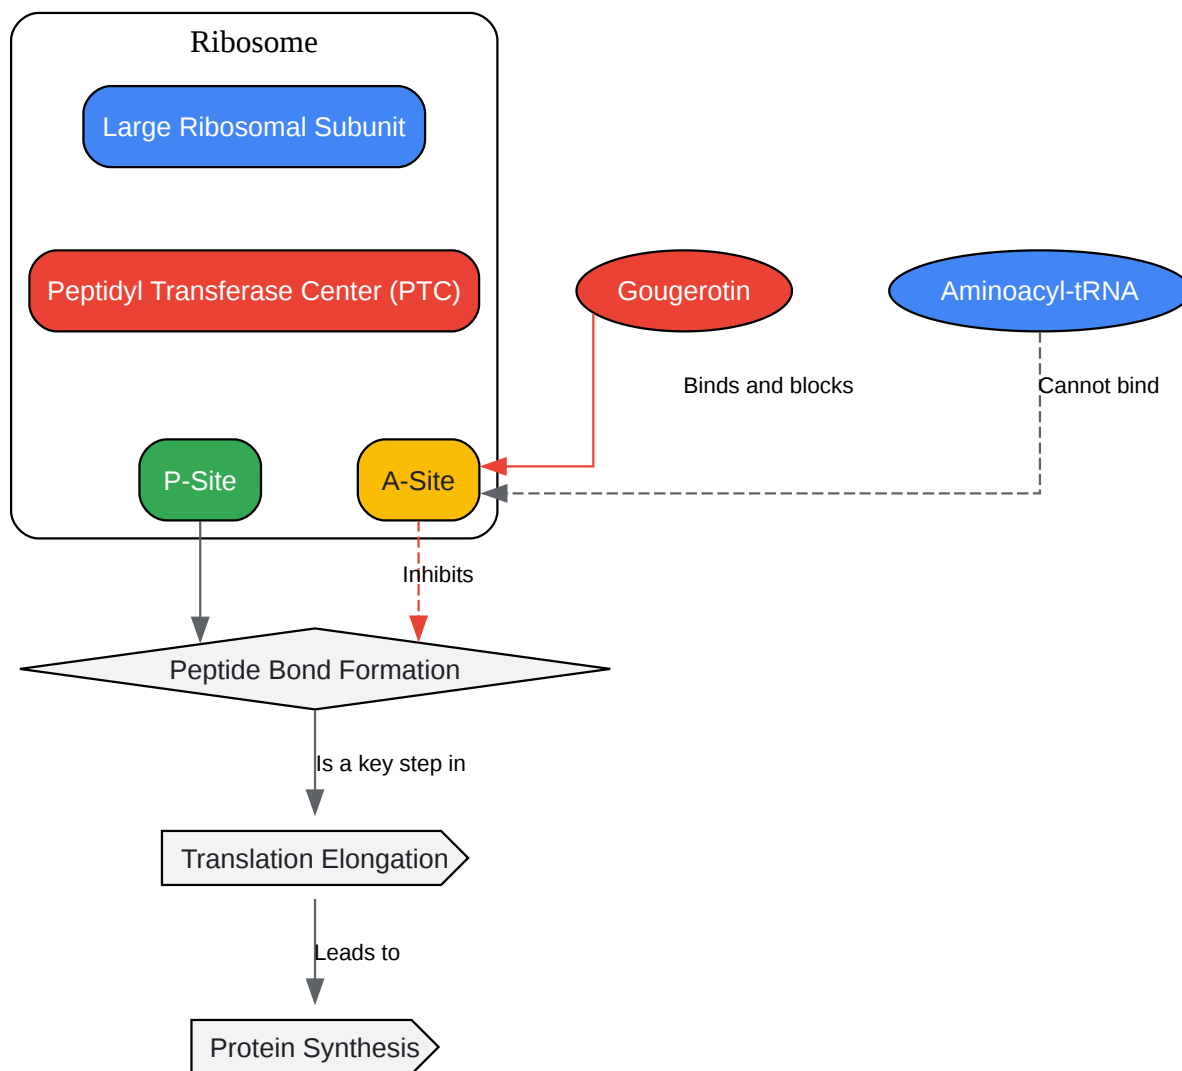 Ribosome
Large Ribosomal Subunit
Peptidyl Transferase Center (PTC)
Gougerotin
Aminoacyl-tRNA
Binds and blocks
Cannot bind
P-Site
A-Site
Inhibits
Peptide Bond Formation
Is a key step in
Translation Elongation
Leads to
Protein Synthesis